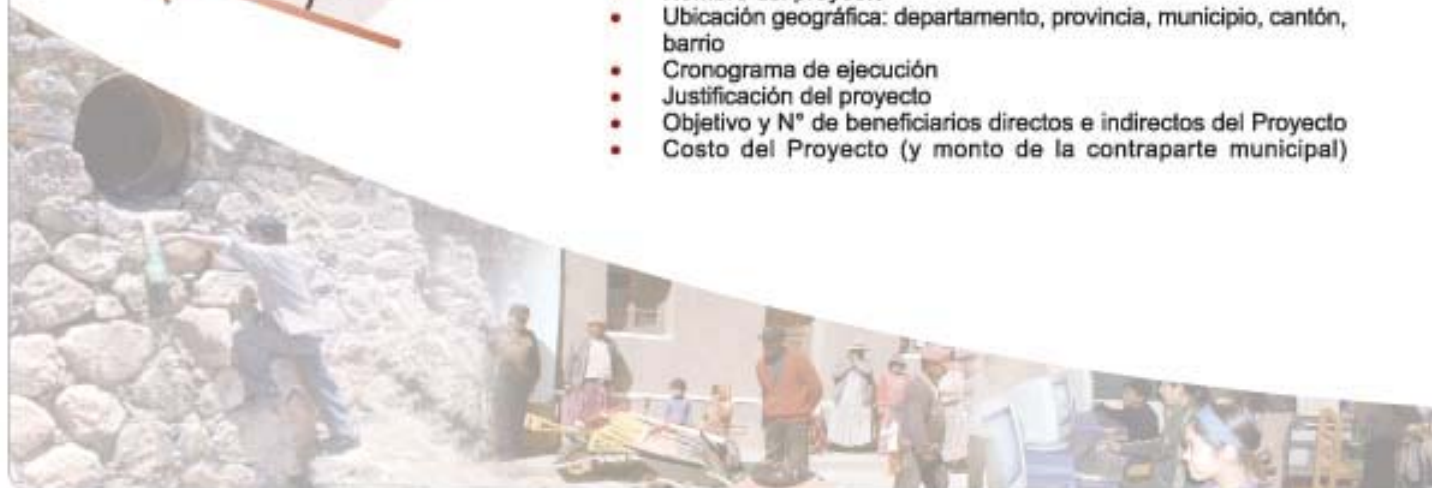 • Ubicación geográfica: departamento, provincia, municipio, cantón,
barrio
• Cronograma de ejecución
• Justificación del proyecto
• Objetivo y N° de beneficiarios directos e indirectos del Proyecto
• Costo del Proyecto (y monto de la contraparte municipal)